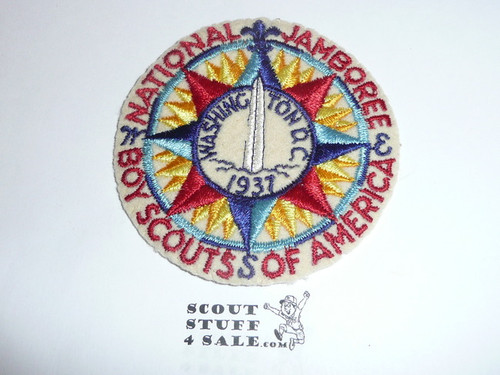 NATIONAL JAMBOREE
W
E
WASHINGTON D.C.
1937
S
BOY SCOUTS OF AMERICA
SCOUT
STUFF
4 SALE.COM